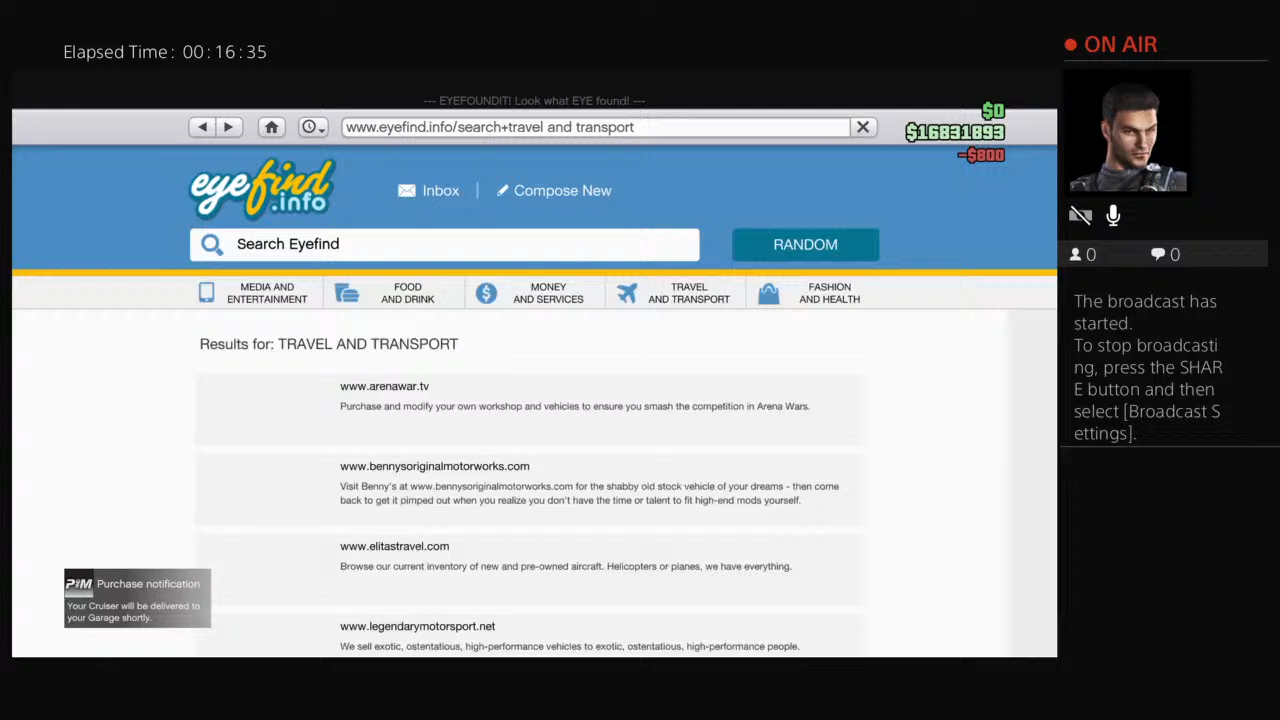 Elapsed Time: 00:16:35
ON AIR
--- EYEFOUNDIT! Look what EYE found! ---
www.eyefind.info/search+travel and transport
$0
$16831893
-$800
eyefind
.info
Inbox
Compose New
Search Eyefind
RANDOM
MEDIA AND
ENTERTAINMENT
FOOD
AND DRINK
MONEY
AND SERVICES
TRAVEL
AND TRANSPORT
FASHION
AND HEALTH
Results for: TRAVEL AND TRANSPORT
www.arenawar.tv
Purchase and modify your own workshop and vehicles to ensure you smash the competition in Arena Wars.
www.bennysoriginalmotorworks.com
Visit Benny's at www.bennysoriginalmotorworks.com for the shabby old stock vehicle of your dreams - then come
back to get it pimped out when you realize you don't have the time or talent to fit high-end mods yourself.
www.elitastravel.com
Browse our current inventory of new and pre-owned aircraft. Helicopters or planes, we have everything.
www.legendarymotorsport.net
We sell exotic, ostentatious, high-performance vehicles to exotic, ostentatious, high-performance people.
P&M Purchase notification
Your Cruiser will be delivered to
your Garage shortly.
0
0
The broadcast has
started.
To stop broadcasti
ng, press the SHAR
E button and then
select [Broadcast S
ettings].